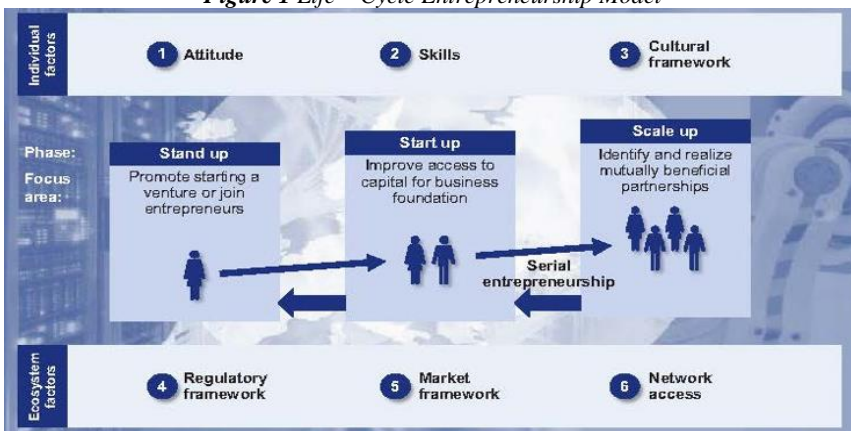 Figure 1 Life – Cycle Entrepreneurship Model
Individual
factors
1 Attitude
2 Skills
3 Cultural
framework
Phase:
Focus
area:
Stand up
Promote starting a
venture or join
entrepreneurs
Start up
Improve access to
capital for business
foundation
Scale up
Identify and realize
mutually beneficial
partnerships
Serial
entrepreneurship
Ecosystem
factors
4 Regulatory
framework
5 Market
framework
6 Network
access